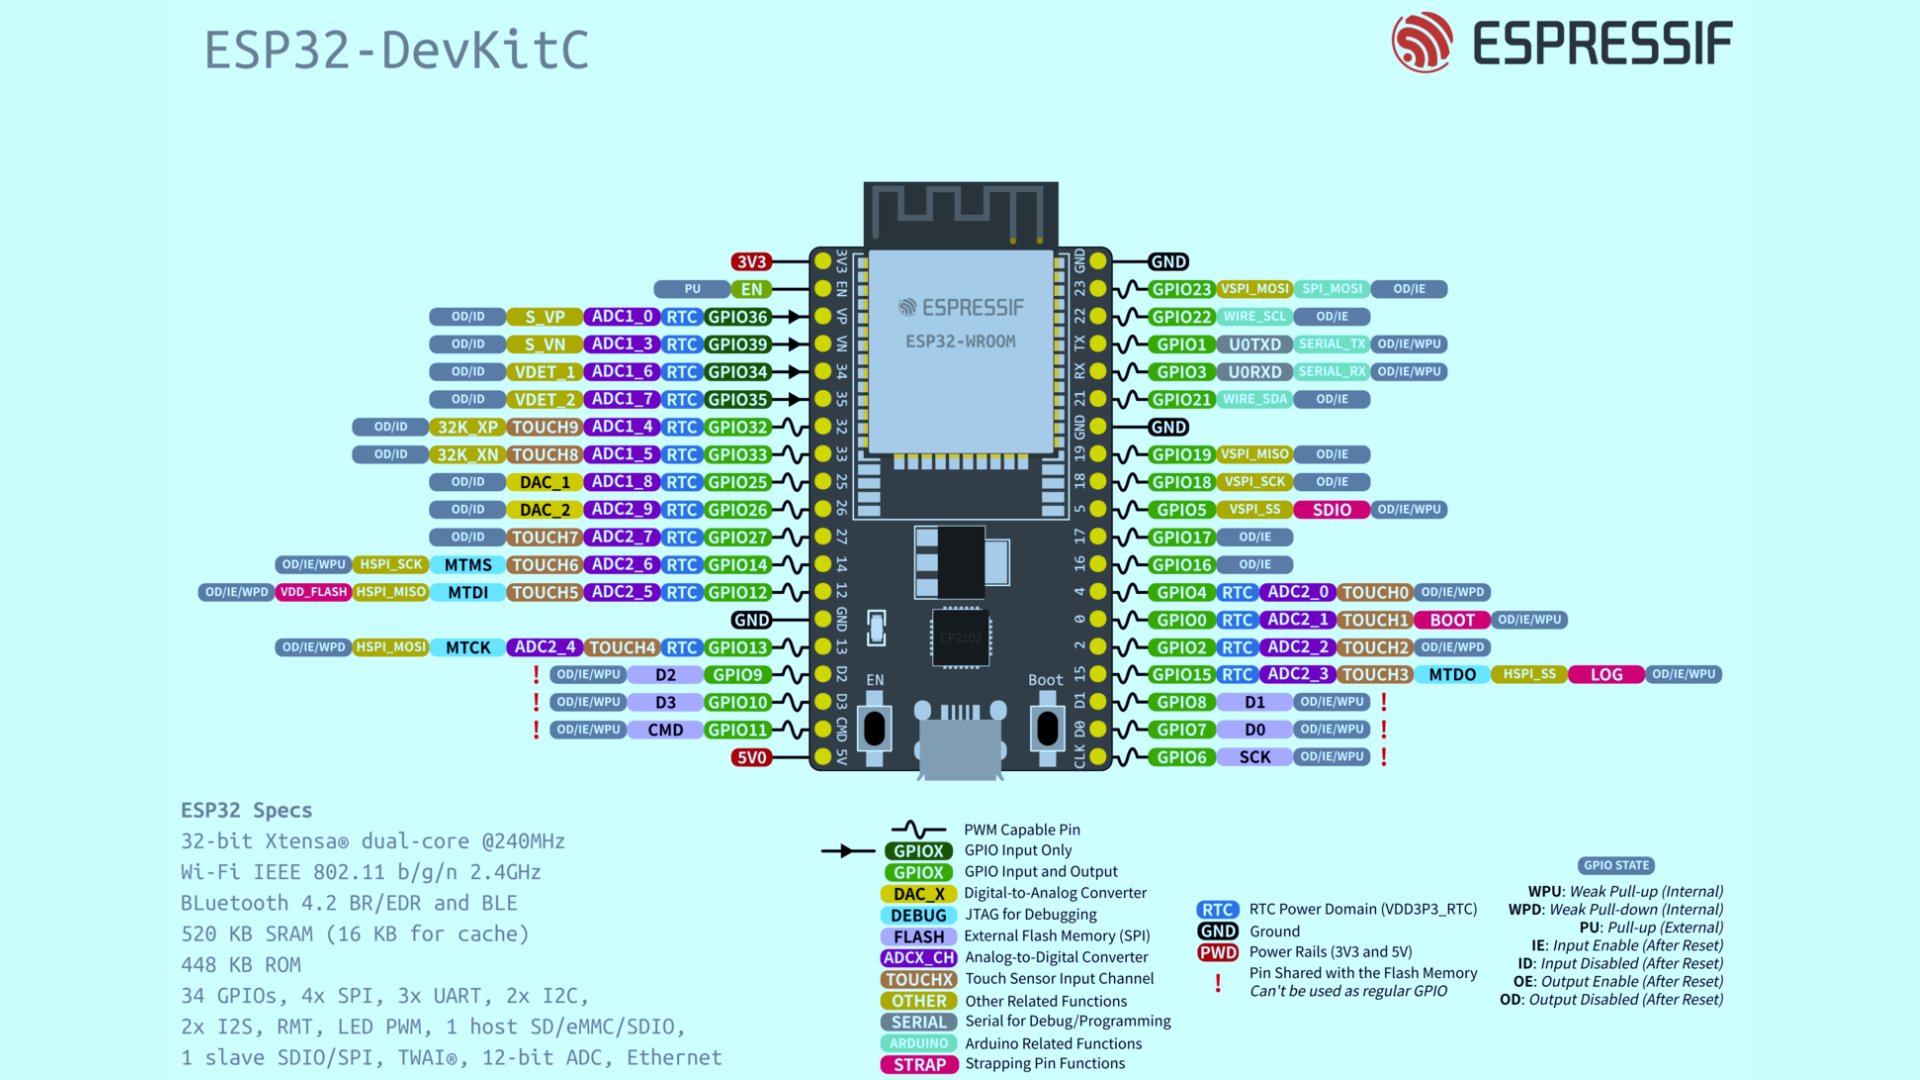 ESP32-DevKitC
ESPRESSIF
3V3 3V3 GND GND
PU EN EN 23 GPIO23 VSPI_MOSI SPI_MOSI OD/IE
OD/ID S_VP ADC1_0 RTC GPIO36 VP 22 GPIO22 WIRE_SCL OD/IE
OD/ID S_VN ADC1_3 RTC GPIO39 VN TX GPIO1 U0TXD SERIAL_TX OD/IE/WPU
OD/ID VDET_1 ADC1_6 RTC GPIO34 34 RX GPIO3 U0RXD SERIAL_RX OD/IE/WPU
OD/ID VDET_2 ADC1_7 RTC GPIO35 35 21 GPIO21 WIRE_SDA OD/IE
OD/ID 32K_XP TOUCH9 ADC1_4 RTC GPIO32 32 GND GND
OD/ID 32K_XN TOUCH8 ADC1_5 RTC GPIO33 33 19 GPIO19 VSPI_MISO OD/IE
OD/ID DAC_1 ADC1_8 RTC GPIO25 25 18 GPIO18 VSPI_SCK OD/IE
OD/ID DAC_2 ADC2_9 RTC GPIO26 26 5 GPIO5 VSPI_SS SDIO OD/IE/WPU
OD/ID TOUCH7 ADC2_7 RTC GPIO27 27 17 GPIO17 OD/IE
OD/IE/WPU HSPI_SCK MTMS TOUCH6 ADC2_6 RTC GPIO14 14 16 GPIO16 OD/IE
OD/IE/WPD VDD_FLASH HSPI_MISO MTDI TOUCH5 ADC2_5 RTC GPIO12 12 4 GPIO4 RTC ADC2_0 TOUCH0 OD/IE/WPD
GND GND 0 GPIO0 RTC ADC2_1 TOUCH1 BOOT OD/IE/WPU
OD/IE/WPD HSPI_MOSI MTCK ADC2_4 TOUCH4 RTC GPIO13 13 2 GPIO2 RTC ADC2_2 TOUCH2 OD/IE/WPD
! OD/IE/WPU D2 GPIO9 D2 15 GPIO15 RTC ADC2_3 TOUCH3 MTDO HSPI_SS LOG OD/IE/WPU
! OD/IE/WPU D3 GPIO10 D3 D1 GPIO8 D1 OD/IE/WPU !
! OD/IE/WPU CMD GPIO11 CMD D0 GPIO7 D0 OD/IE/WPU !
5V0 5V CLK GPIO6 SCK OD/IE/WPU !
ESPRESSIF
ESP32-WROOM
CP2102
EN Boot
ESP32 Specs
32-bit Xtensa® dual-core @240MHz
Wi-Fi IEEE 802.11 b/g/n 2.4GHz
BLuetooth 4.2 BR/EDR and BLE
520 KB SRAM (16 KB for cache)
448 KB ROM
34 GPIOs, 4x SPI, 3x UART, 2x I2C,
2x I2S, RMT, LED PWM, 1 host SD/eMMC/SDIO,
1 slave SDIO/SPI, TWAI®, 12-bit ADC, Ethernet
PWM Capable Pin
GPIOX GPIO Input Only
GPIOX GPIO Input and Output
DAC_X Digital-to-Analog Converter
DEBUG JTAG for Debugging
FLASH External Flash Memory (SPI)
ADCX_CH Analog-to-Digital Converter
TOUCHX Touch Sensor Input Channel
OTHER Other Related Functions
SERIAL Serial for Debug/Programming
ARDUINO Arduino Related Functions
STRAP Strapping Pin Functions
RTC RTC Power Domain (VDD3P3_RTC)
GND Ground
PWD Power Rails (3V3 and 5V)
! Pin Shared with the Flash Memory
Can't be used as regular GPIO
GPIO STATE
WPU: Weak Pull-up (Internal)
WPD: Weak Pull-down (Internal)
PU: Pull-up (External)
IE: Input Enable (After Reset)
ID: Input Disabled (After Reset)
OE: Output Enable (After Reset)
OD: Output Disabled (After Reset)